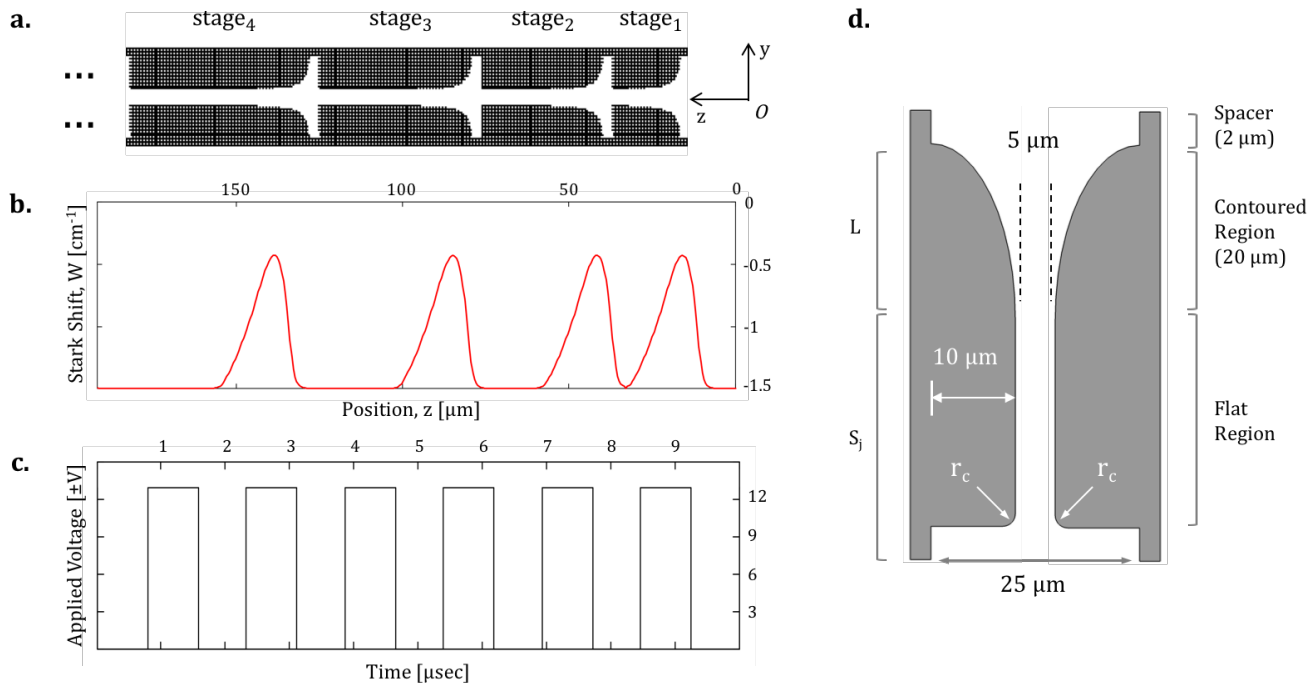 a.
stage₄ stage₃ stage₂ stage₁
...
...
y
z O
b.
150 100 50 0
Stark Shift, W [cm⁻¹]
0
-0.5
-1
-1.5
Position, z [μm]
c.
1 2 3 4 5 6 7 8 9
Applied Voltage [±V]
12
9
6
3
Time [μsec]
d.
5 μm
Spacer
(2 μm)
L
Contoured
Region
(20 μm)
10 μm
Sⱼ
Flat
Region
r_c r_c
25 μm